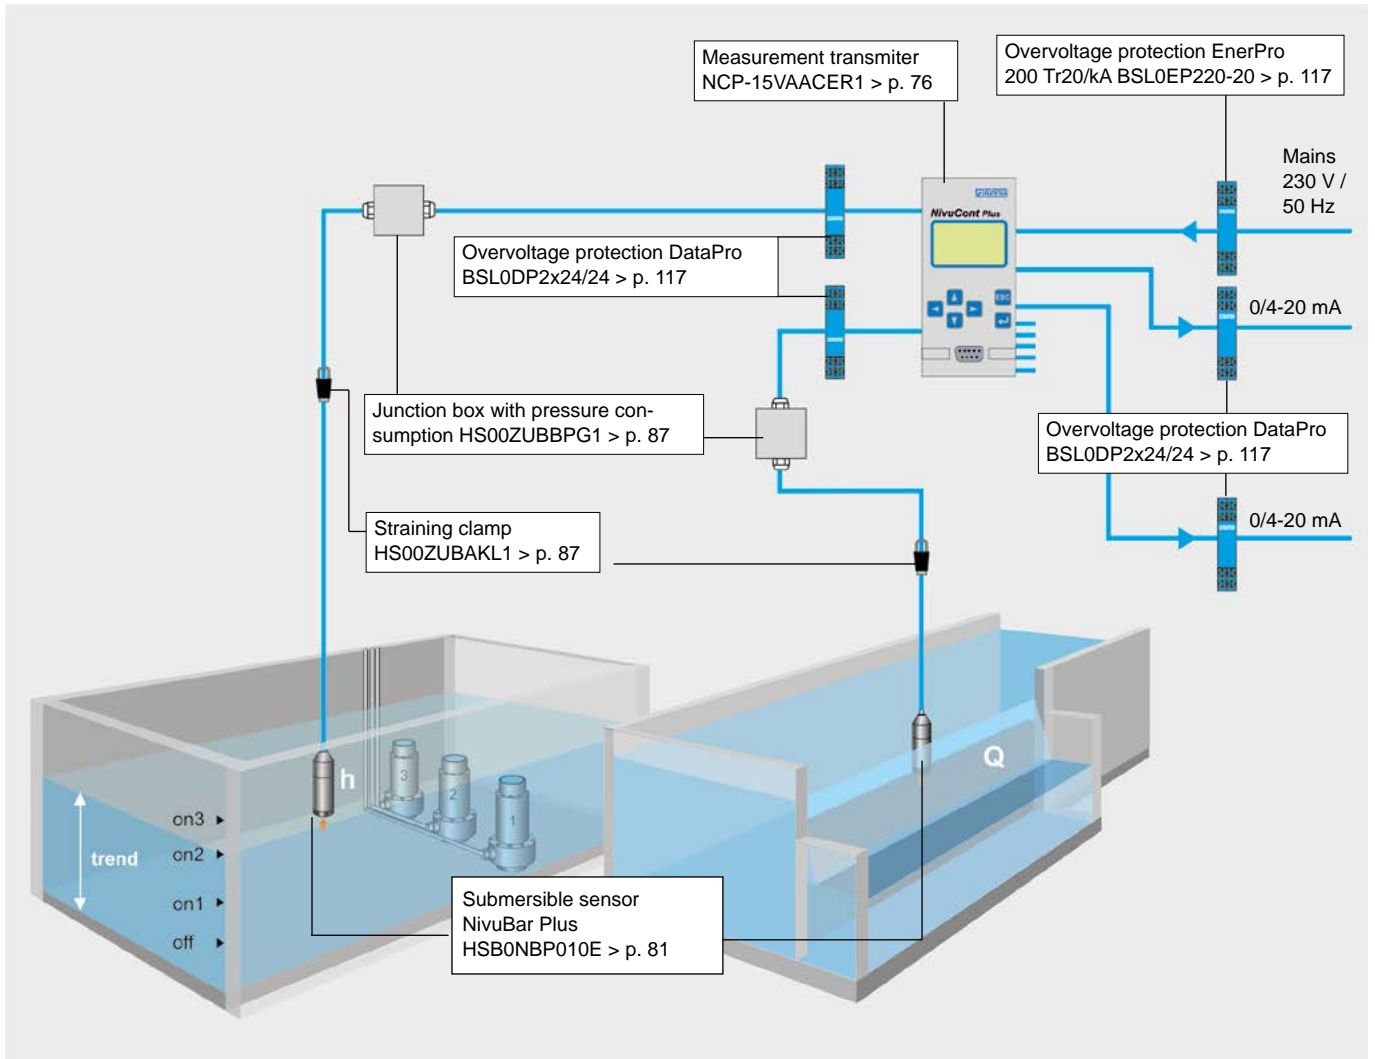 Measurement transmiter
NCP-15VAACER1 > p. 76
Overvoltage protection EnerPro
200 Tr20/kA BSL0EP220-20 > p. 117
Mains
230 V /
50 Hz
NivuCont Plus
ESC
Overvoltage protection DataPro
BSL0DP2x24/24 > p. 117
0/4-20 mA
Junction box with pressure con-
sumption HS00ZUBBPG1 > p. 87
Overvoltage protection DataPro
BSL0DP2x24/24 > p. 117
0/4-20 mA
Straining clamp
HS00ZUBAKL1 > p. 87
h
Q
3
2
1
on3
on2
trend
on1
off
Submersible sensor
NivuBar Plus
HSB0NBP010E > p. 81